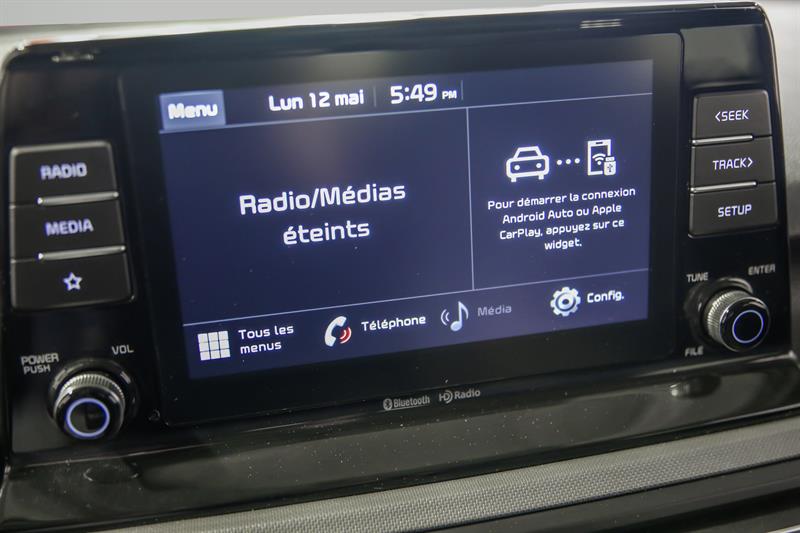 Menu
Lun 12 mai
5:49 PM
Radio/Médias
éteints
Pour démarrer la connexion
Android Auto ou Apple
CarPlay, appuyez sur ce
widget.
Tous les
menus
Téléphone
Média
Config.
RADIO
MEDIA
POWER
PUSH
VOL
<SEEK
TRACK>
SETUP
TUNE
ENTER
FILE
Bluetooth
HD Radio